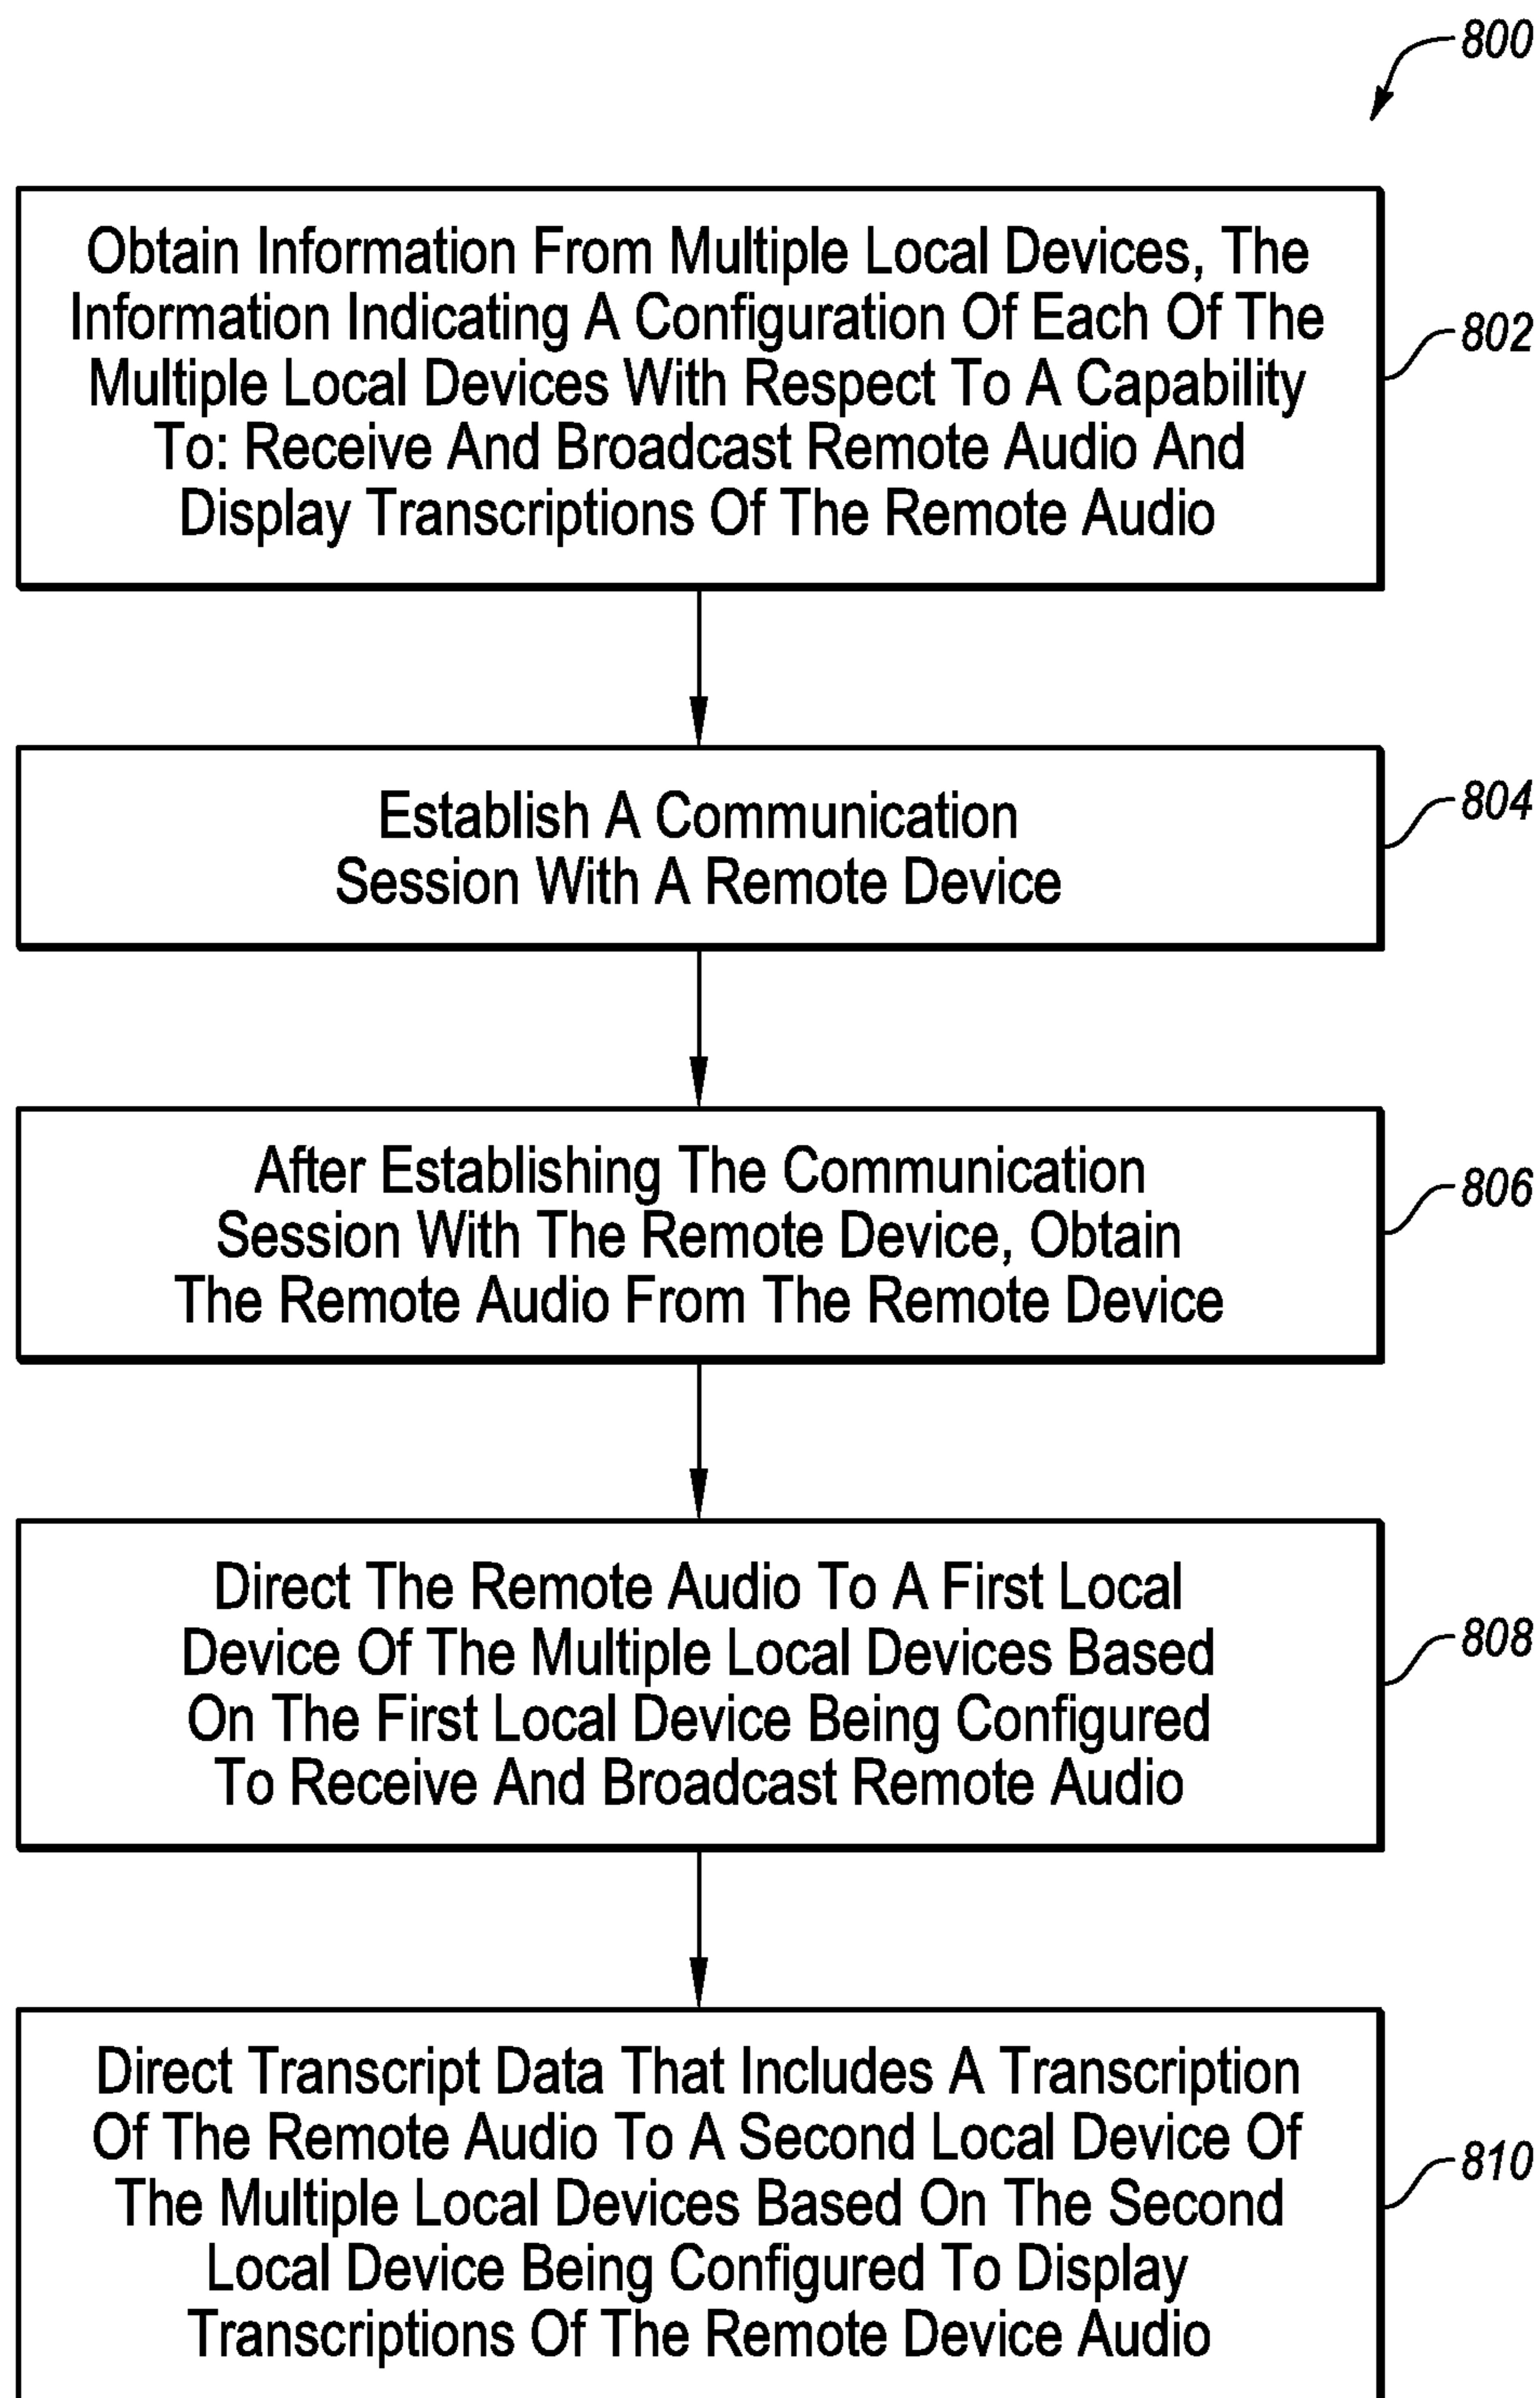 800
Obtain Information From Multiple Local Devices, The
Information Indicating A Configuration Of Each Of The
Multiple Local Devices With Respect To A Capability
To: Receive And Broadcast Remote Audio And
Display Transcriptions Of The Remote Audio
802
Establish A Communication
Session With A Remote Device
804
After Establishing The Communication
Session With The Remote Device, Obtain
The Remote Audio From The Remote Device
806
Direct The Remote Audio To A First Local
Device Of The Multiple Local Devices Based
On The First Local Device Being Configured
To Receive And Broadcast Remote Audio
808
Direct Transcript Data That Includes A Transcription
Of The Remote Audio To A Second Local Device Of
The Multiple Local Devices Based On The Second
Local Device Being Configured To Display
Transcriptions Of The Remote Device Audio
810